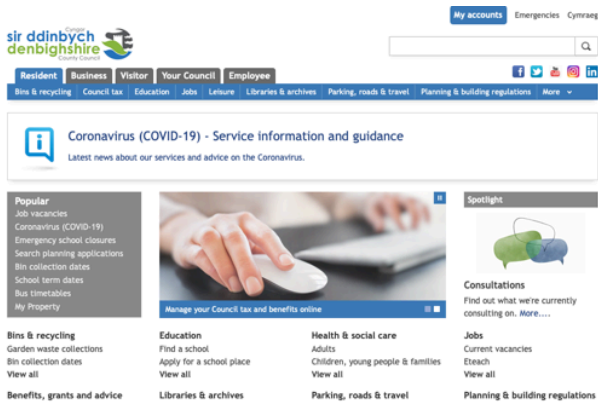 My accounts Emergencies Cymraeg
Cyngor
sir ddinbych
denbighshire
County Council
Resident Business Visitor Your Council Employee
Bins & recycling Council tax Education Jobs Leisure Libraries & archives Parking, roads & travel Planning & building regulations More
Coronavirus (COVID-19) - Service information and guidance
Latest news about our services and advice on the Coronavirus.
Popular
Job vacancies
Coronavirus (COVID-19)
Emergency school closures
Search planning applications
Bin collection dates
School term dates
Bus timetables
My Property
Manage your Council tax and benefits online
Spotlight
Consultations
Find out what we're currently
consulting on. More....
Bins & recycling
Garden waste collections
Bin collection dates
View all
Education
Find a school
Apply for a school place
View all
Health & social care
Adults
Children, young people & families
View all
Jobs
Current vacancies
Eteach
View all
Benefits, grants and advice
Libraries & archives
Parking, roads & travel
Planning & building regulations